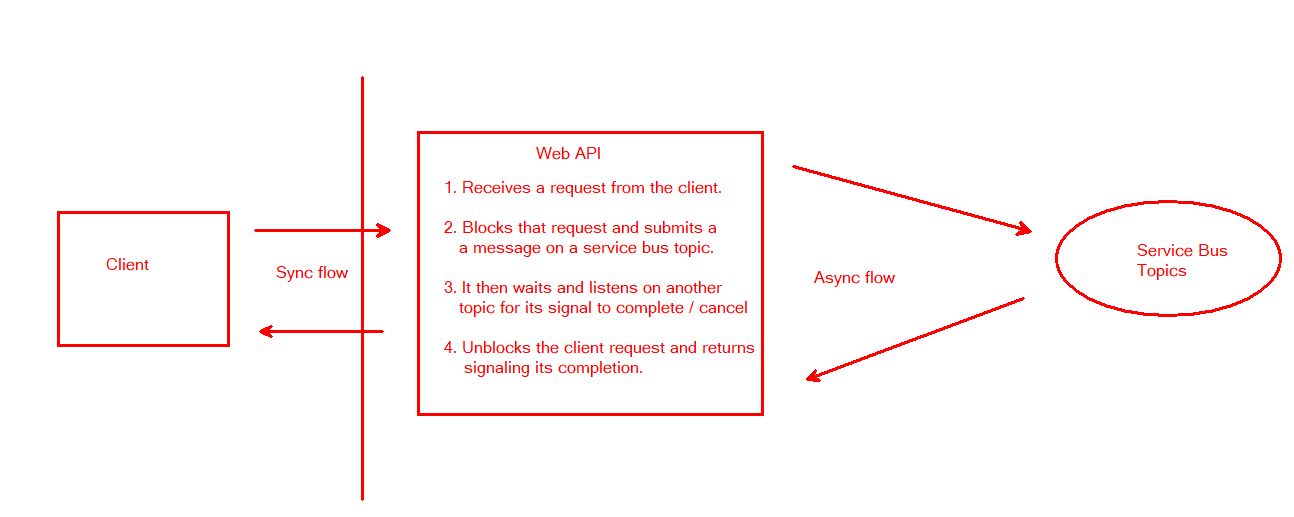 Web API
1. Receives a request from the client.
2. Blocks that request and submits a
a message on a service bus topic.
3. It then waits and listens on another
topic for its signal to complete / cancel
4. Unblocks the client request and returns
signaling its completion.
Client
Sync flow
Async flow
Service Bus
Topics